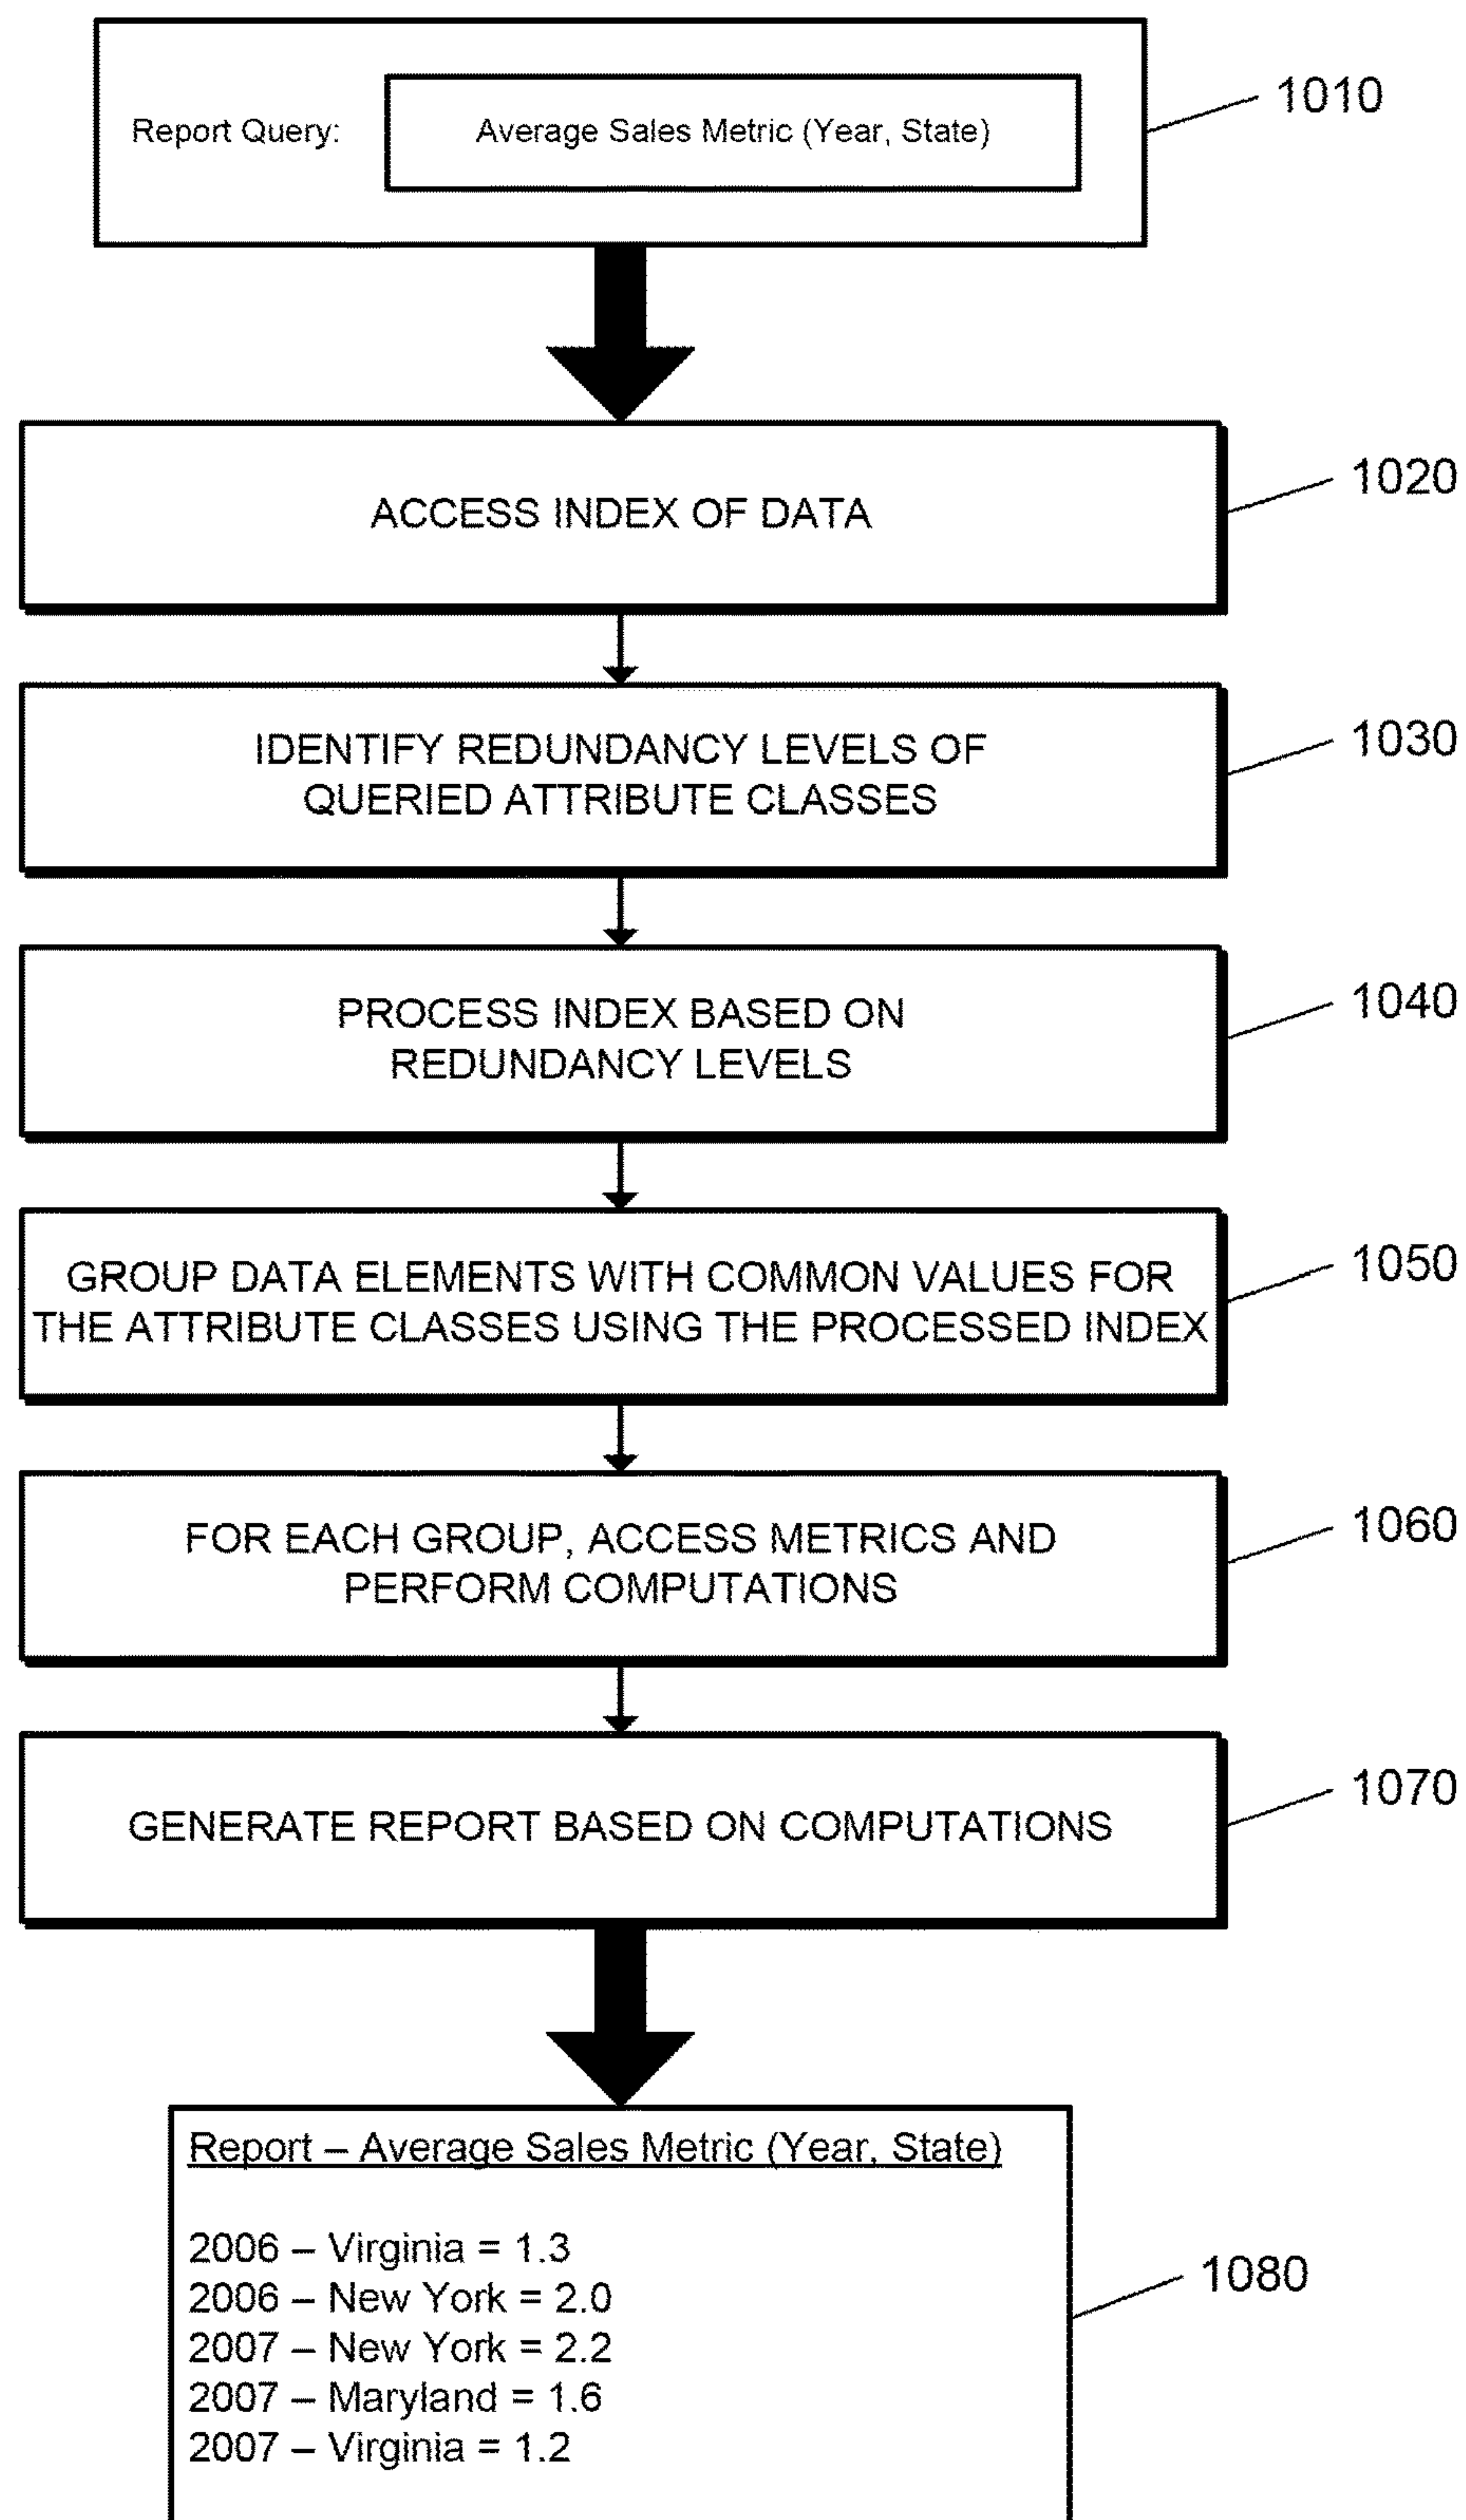 Report Query: Average Sales Metric (Year, State)
1010
ACCESS INDEX OF DATA
1020
IDENTIFY REDUNDANCY LEVELS OF
QUERIED ATTRIBUTE CLASSES
1030
PROCESS INDEX BASED ON
REDUNDANCY LEVELS
1040
GROUP DATA ELEMENTS WITH COMMON VALUES FOR
THE ATTRIBUTE CLASSES USING THE PROCESSED INDEX
1050
FOR EACH GROUP, ACCESS METRICS AND
PERFORM COMPUTATIONS
1060
GENERATE REPORT BASED ON COMPUTATIONS
1070
Report – Average Sales Metric (Year, State)
2006 – Virginia = 1.3
2006 – New York = 2.0
2007 – New York = 2.2
2007 – Maryland = 1.6
2007 – Virginia = 1.2
1080